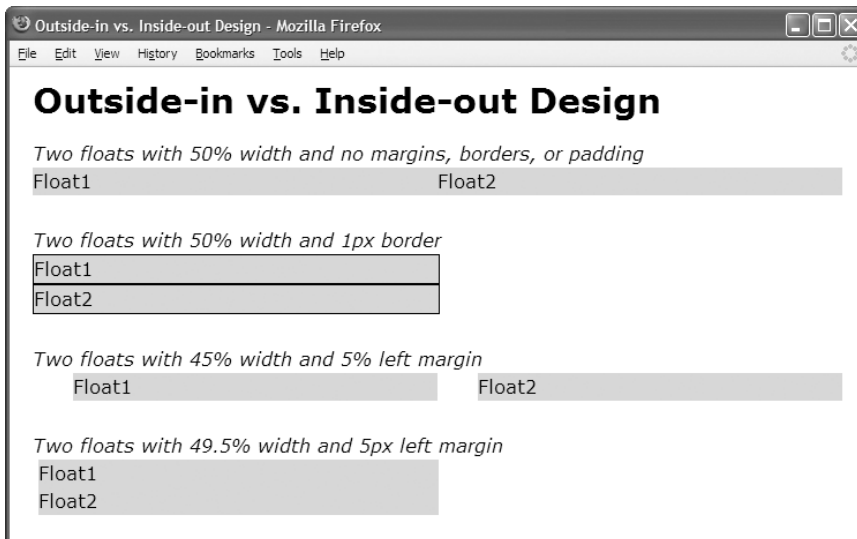 Outside-in vs. Inside-out Design - Mozilla Firefox
File Edit View History Bookmarks Tools Help
Outside-in vs. Inside-out Design
Two floats with 50% width and no margins, borders, or padding
Float1 Float2
Two floats with 50% width and 1px border
Float1
Float2
Two floats with 45% width and 5% left margin
Float1 Float2
Two floats with 49.5% width and 5px left margin
Float1
Float2